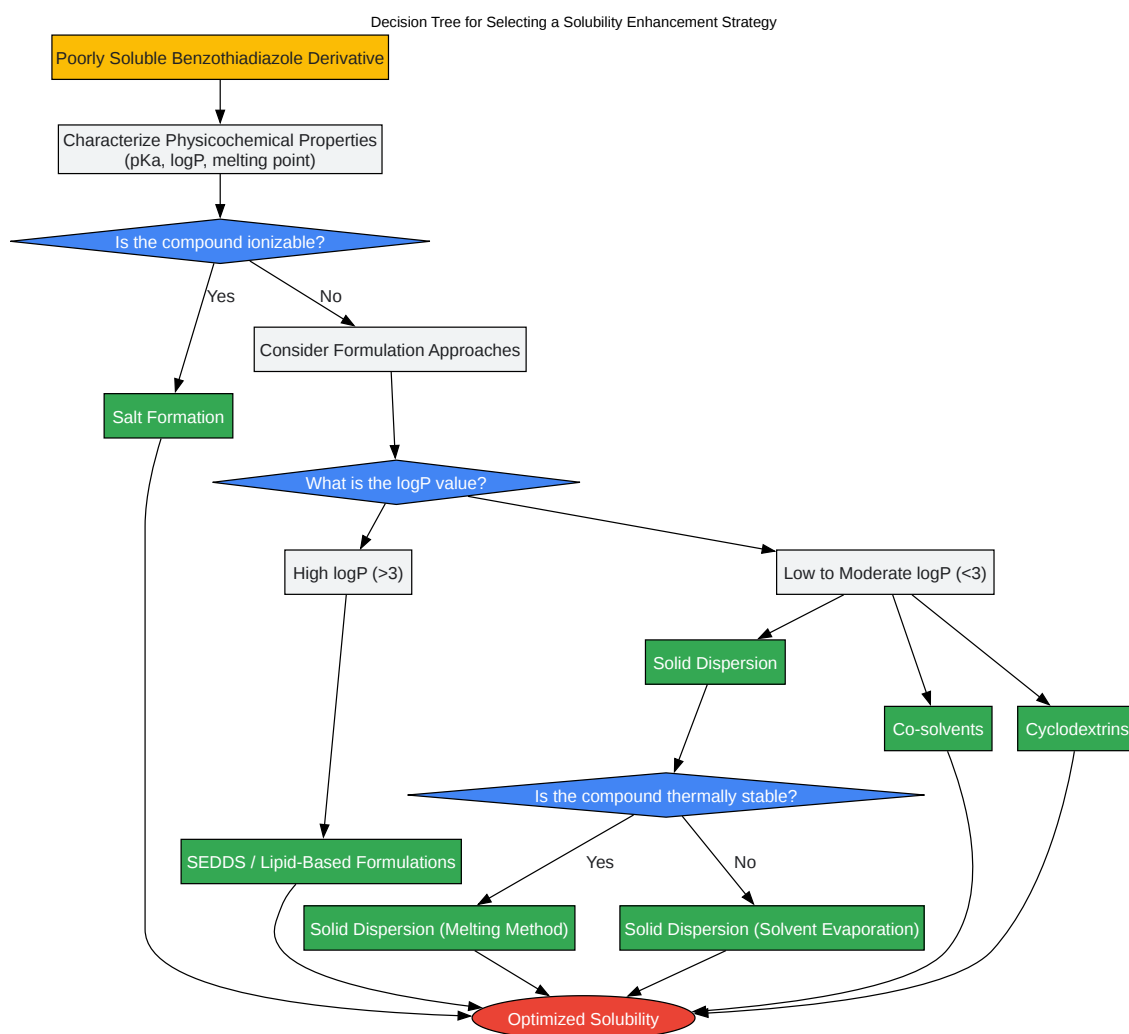 Decision Tree for Selecting a Solubility Enhancement Strategy
Poorly Soluble Benzothiadiazole Derivative
Characterize Physicochemical Properties
(pKa, logP, melting point)
Is the compound ionizable?
Yes
No
Consider Formulation Approaches
Salt Formation
What is the logP value?
High logP (>3)
Low to Moderate logP (<3)
Solid Dispersion
Co-solvents
Cyclodextrins
Is the compound thermally stable?
SEDDS / Lipid-Based Formulations
Yes
No
Solid Dispersion (Melting Method)
Solid Dispersion (Solvent Evaporation)
Optimized Solubility